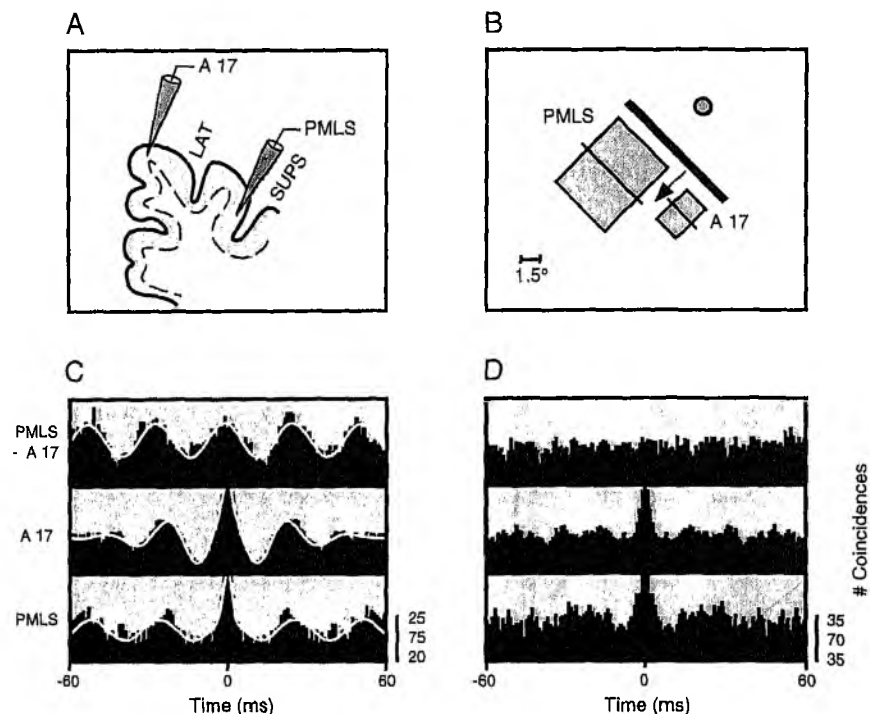 A
A 17
LAT
PMLS
SUPS
B
PMLS
A 17
1.5°
C
PMLS
- A 17
A 17
PMLS
25
75
20
-60
0
60
Time (ms)
D
# Coincidences
35
70
35
-60
0
60
Time (ms)